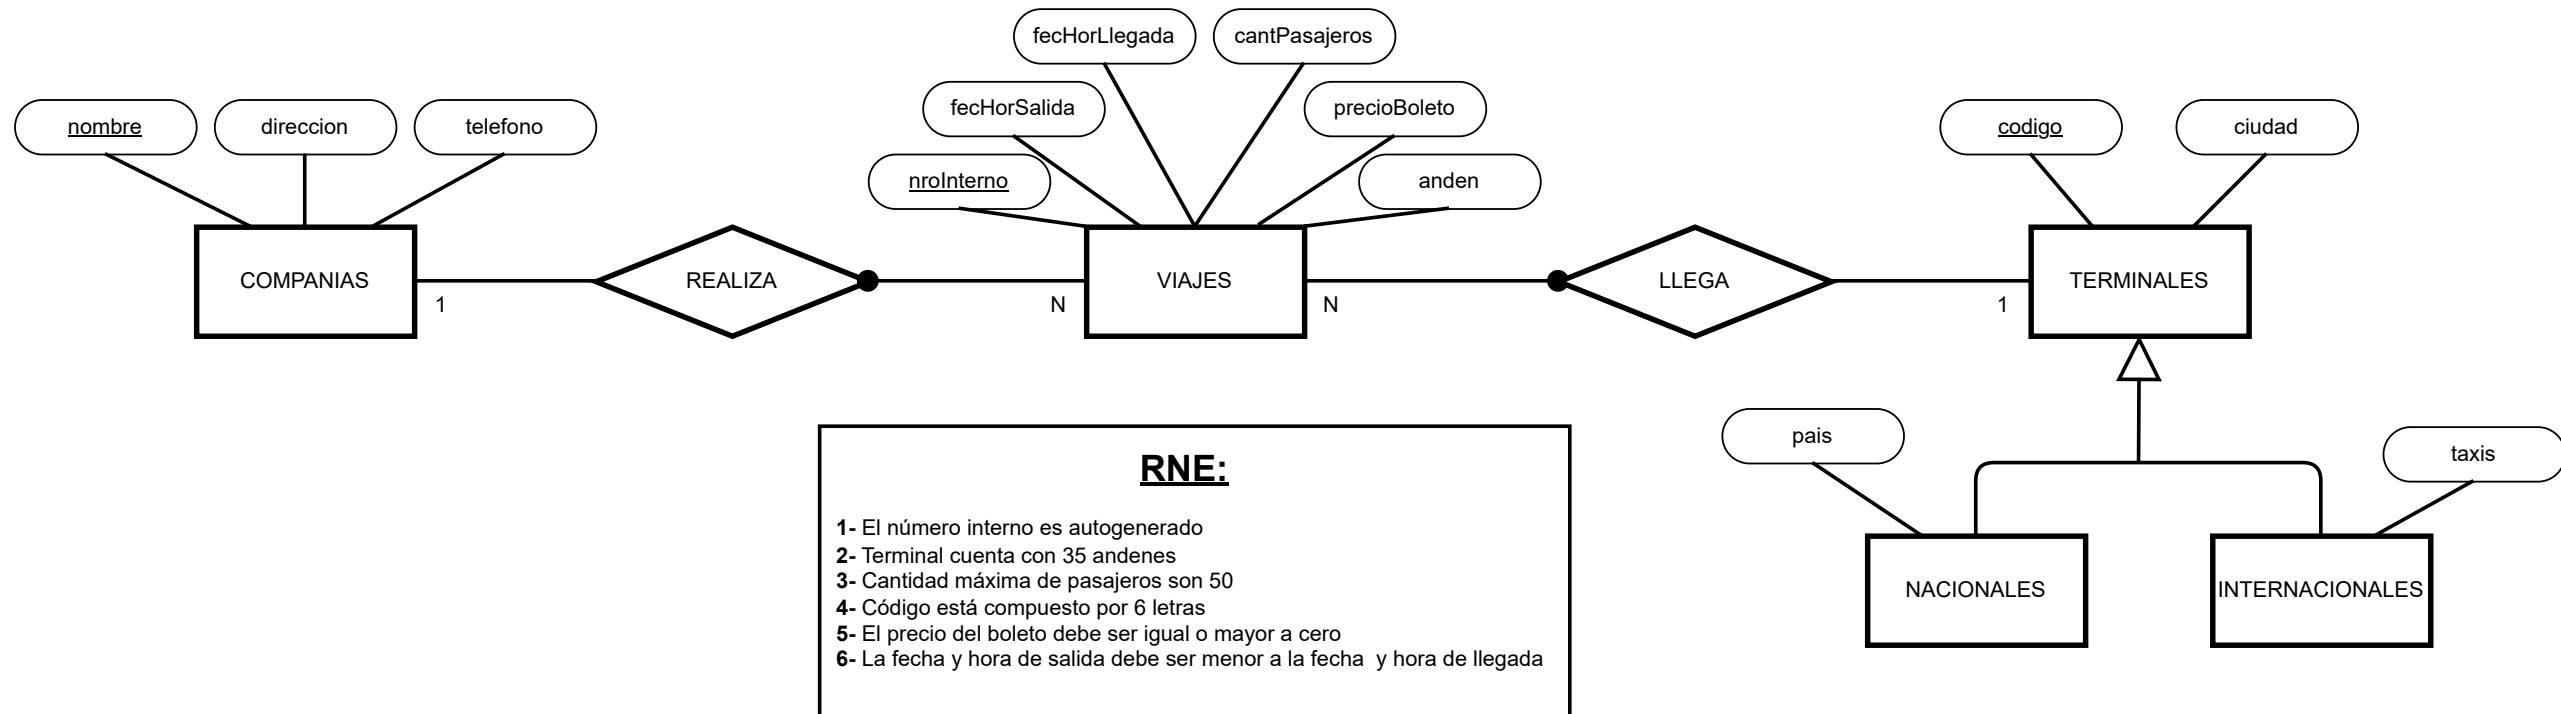 fecHorLlegada
cantPasajeros
fecHorSalida
precioBoleto
nombre
direccion
telefono
codigo
ciudad
nroInterno
anden
COMPANIAS
REALIZA
VIAJES
LLEGA
TERMINALES
1
N
N
1
pais
taxis
RNE:
1- El número interno es autogenerado
2- Terminal cuenta con 35 andenes
3- Cantidad máxima de pasajeros son 50
4- Código está compuesto por 6 letras
5- El precio del boleto debe ser igual o mayor a cero
6- La fecha y hora de salida debe ser menor a la fecha  y hora de llegada
NACIONALES
INTERNACIONALES